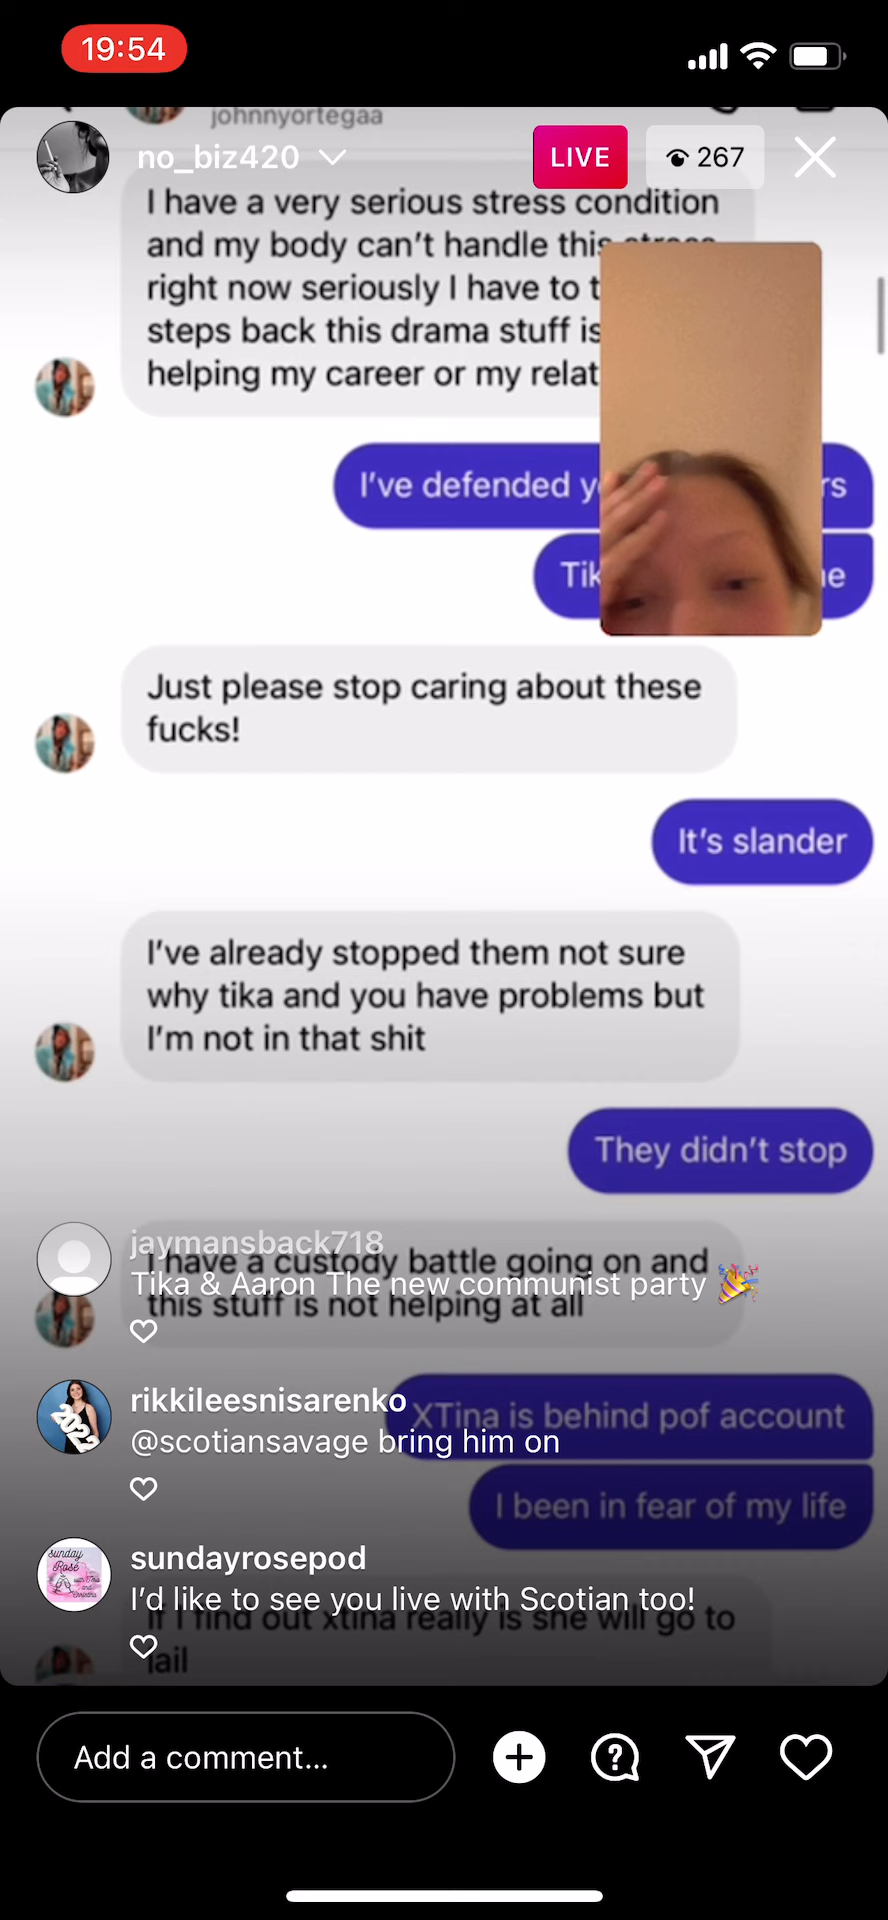 19:54
johnnyortegaa
no_biz420
LIVE
267
I have a very serious stress condition
and my body can't handle this stress
right now seriously I have to t
steps back this drama stuff is
helping my career or my relat
I've defended y rs
Tik e
Just please stop caring about these
fucks!
It's slander
I've already stopped them not sure
why tika and you have problems but
I'm not in that shit
They didn't stop
jaymansback718
I have a custody battle going on and
Tika & Aaron The new communist party 🎉
this stuff is not helping at all
rikkileesnisarenko
XTina is behind pof account
@scotiansavage bring him on
I been in fear of my life
sunday
Rosé
sundayrosepod
I'd like to see you live with Scotian too!
If I find out xtina really is she will go to
jail
Add a comment...